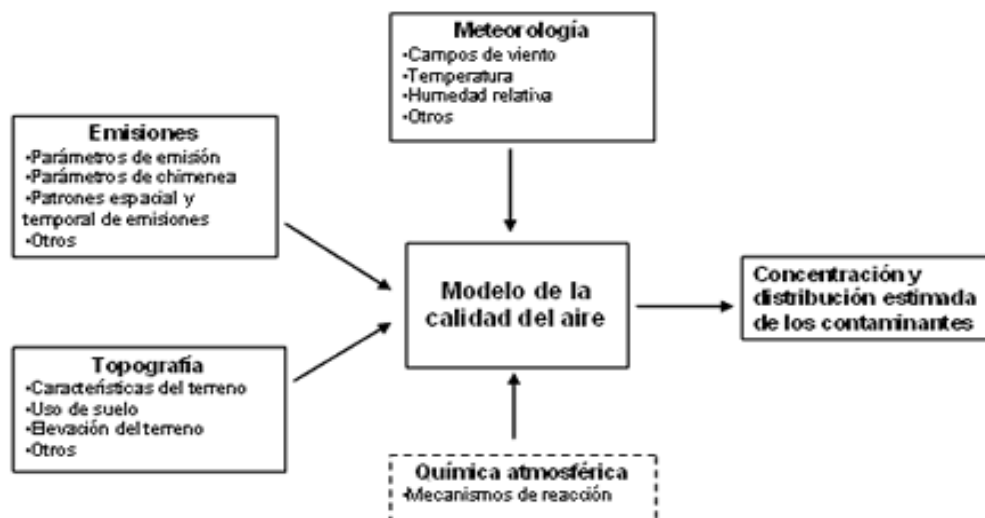 Meteorología
•Campos de viento
•Temperatura
•Humedad relativa
•Otros
Emisiones
•Parámetros de emisión
•Parámetros de chimenea
•Patrones espacial y
temporal de emisiones
•Otros
Modelo de la
calidad del aire
Concentración y
distribución estimada
de los contaminantes
Topografía
•Características del terreno
•Uso de suelo
•Elevación del terreno
•Otros
Química atmosférica
•Mecanismos de reacción